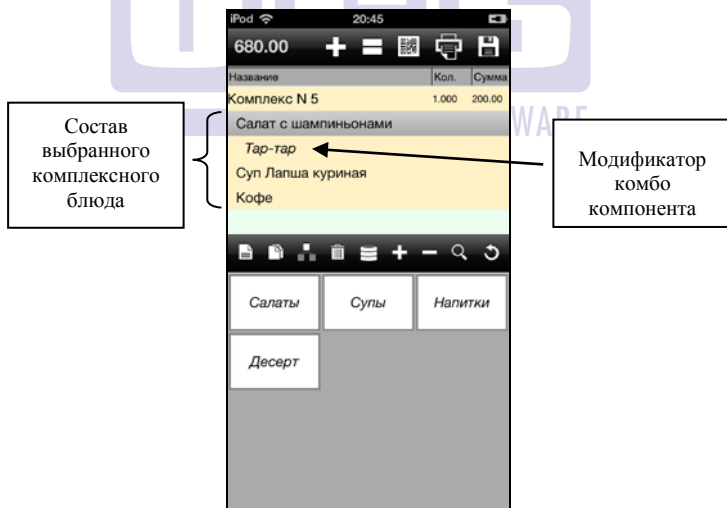 iPod 20:45
680.00
Название Кол. Сумма
Комплекс N 5 1.000 200.00
Салат с шампиньонами
Тар-тар
Суп Лапша куриная
Кофе
Состав
выбранного
комплексного
блюда
Модификатор
комбо
компонента
Салаты Супы Напитки
Десерт
WARE